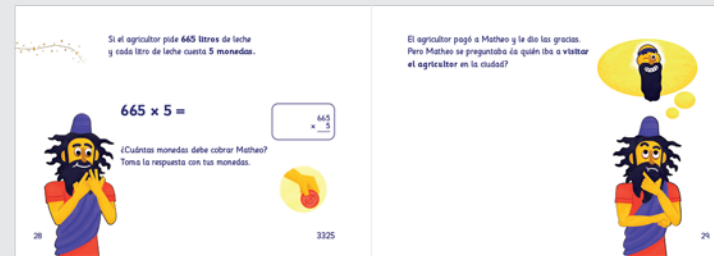 Si el agricultor pide 665 litros de leche
y cada litro de leche cuesta 5 monedas.
665 x 5 =
665
x 5
¿Cuántas monedas debe cobrar Matheo?
Toma la respuesta con tus monedas.
28
3325
El agricultor pagó a Matheo y le dio las gracias.
Pero Matheo se preguntaba ¿a quién iba a visitar
el agricultor en la ciudad?
29